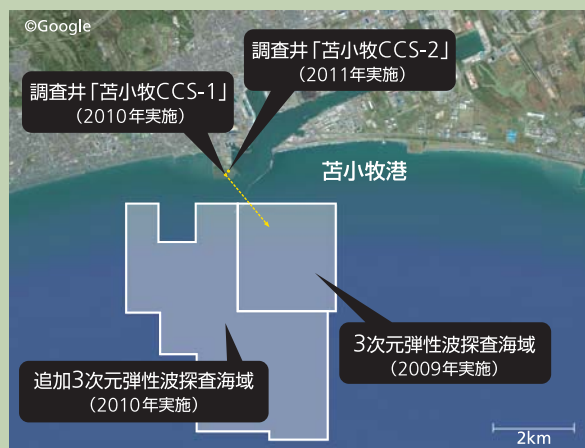 ©Google
調査井「苫小牧CCS-2」
（2011年実施）
調査井「苫小牧CCS-1」
（2010年実施）
苫小牧港
3次元弾性波探査海域
（2009年実施）
追加3次元弾性波探査海域
（2010年実施）
2km